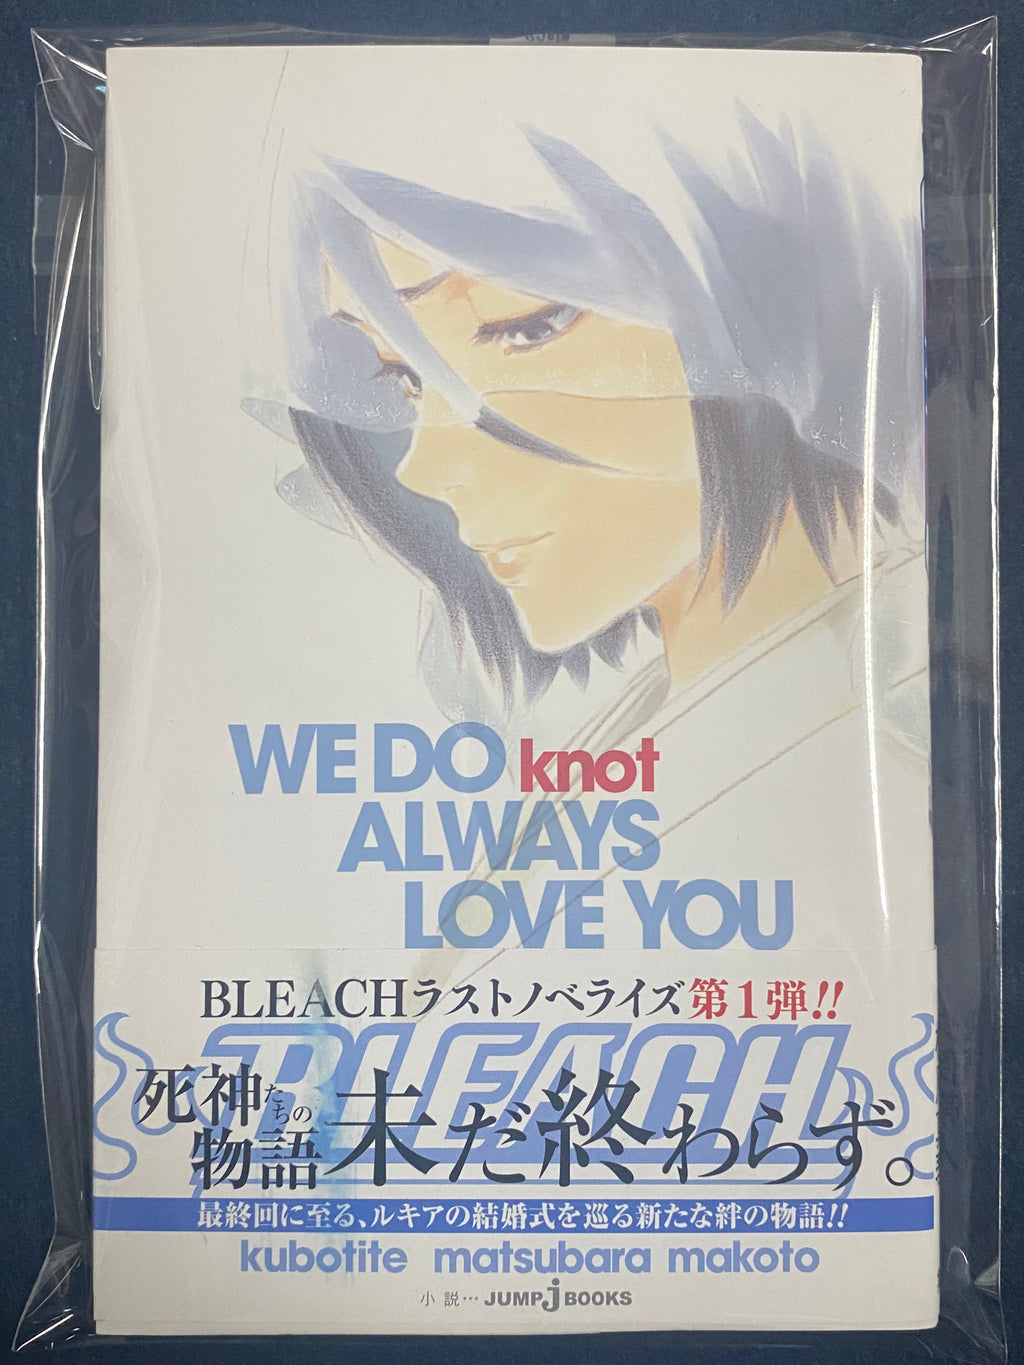 WE DO knot
ALWAYS
LOVE YOU
BLEACHラストノベライズ第1弾!!
BLEACH
死神たちの
物語 未だ終わらず。
最終回に至る、ルキアの結婚式を巡る新たな絆の物語!!
kubotite matsubara makoto
小説… JUMP j BOOKS